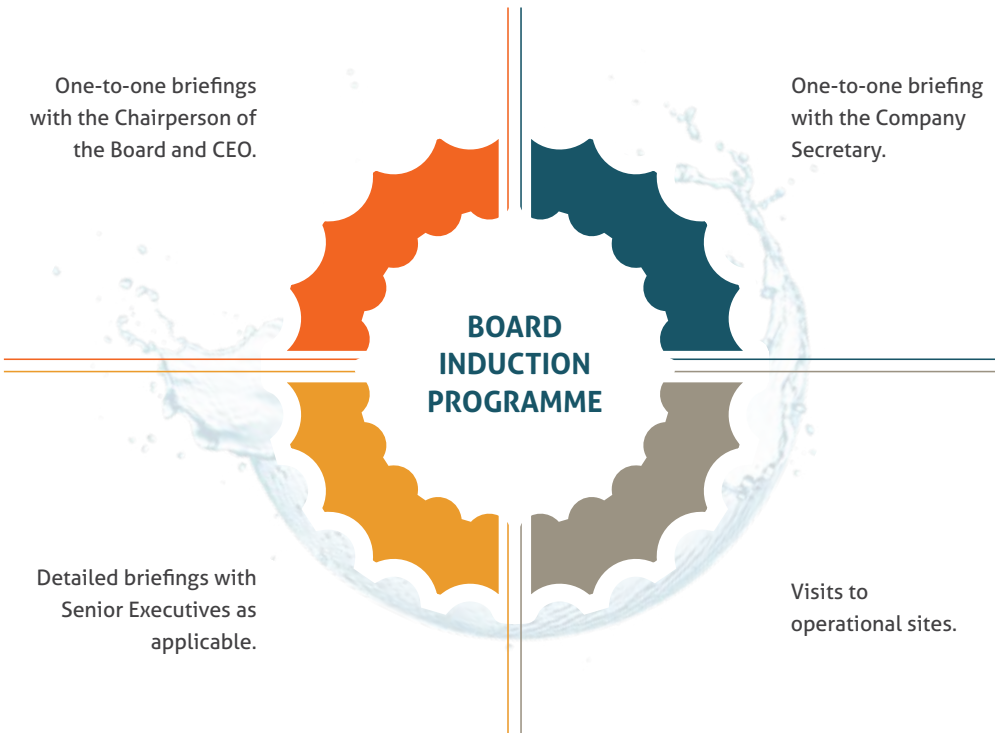 One-to-one briefings
with the Chairperson of
the Board and CEO.
One-to-one briefing
with the Company
Secretary.
BOARD
INDUCTION
PROGRAMME
Detailed briefings with
Senior Executives as
applicable.
Visits to
operational sites.